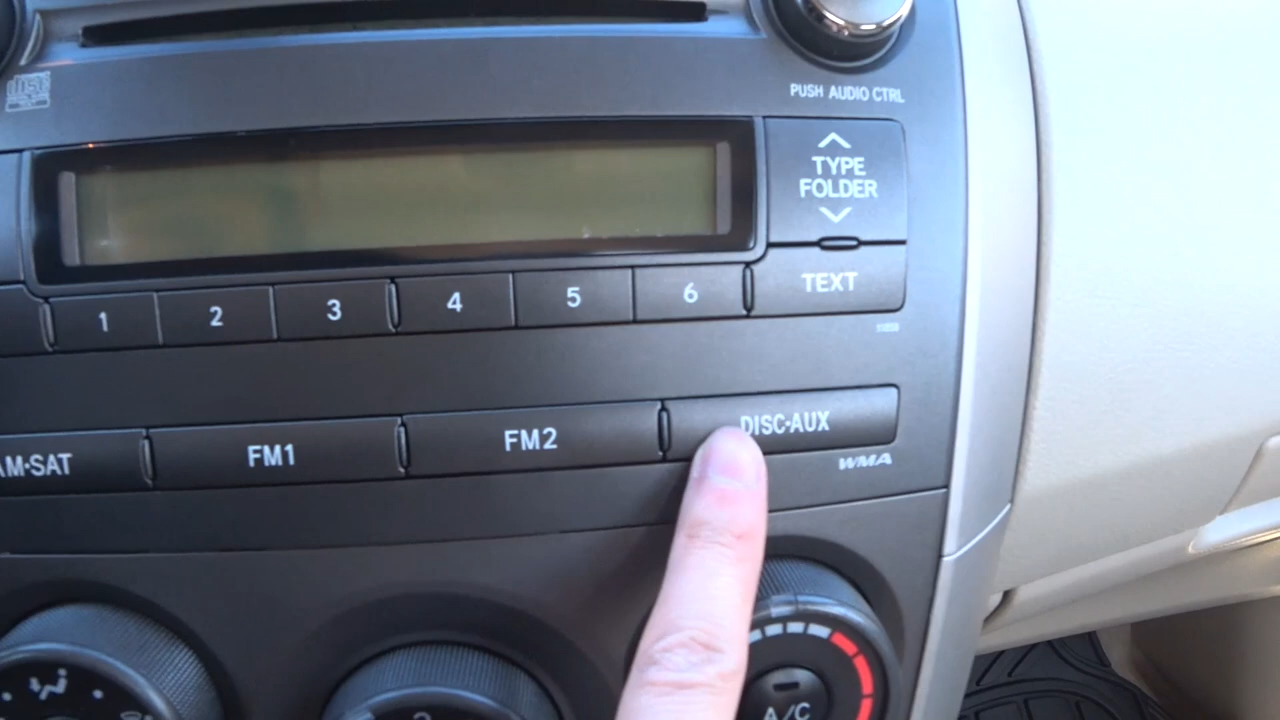 disc
PUSH AUDIO CTRL
TYPE
FOLDER
1 2 3 4 5 6 TEXT
AM·SAT FM1 FM2 DISC·AUX
WMA
A/C